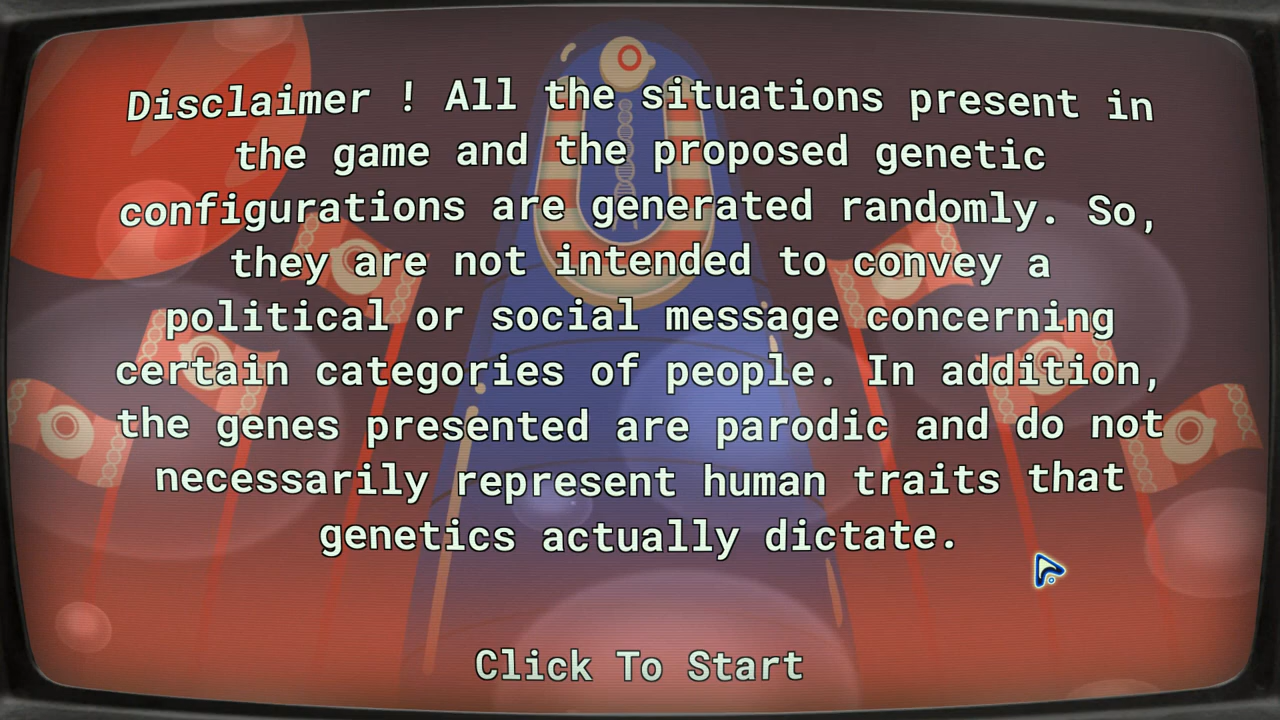 Disclaimer ! All the situations present in
the game and the proposed genetic
configurations are generated randomly. So,
they are not intended to convey a
political or social message concerning
certain categories of people. In addition,
the genes presented are parodic and do not
necessarily represent human traits that
genetics actually dictate.
Click To Start